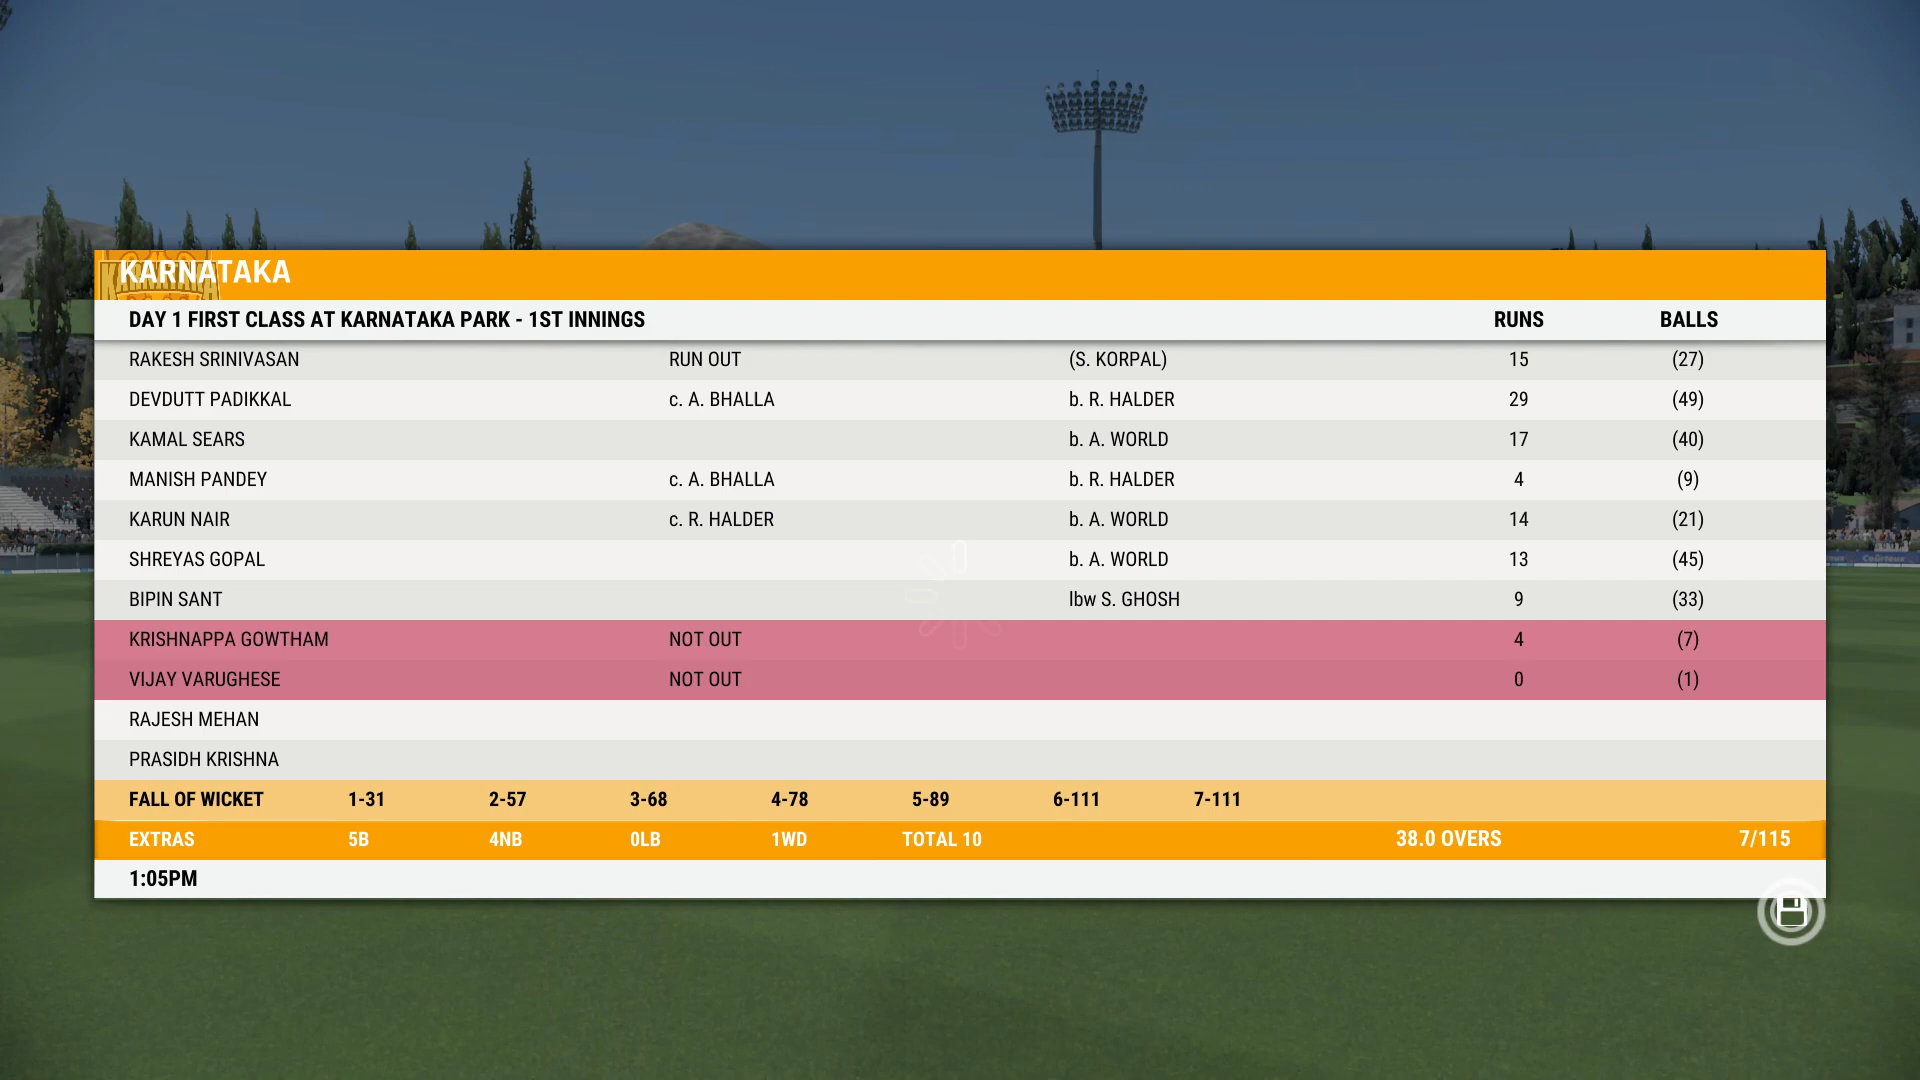 KARNATAKA
DAY 1 FIRST CLASS AT KARNATAKA PARK - 1ST INNINGS RUNS BALLS
RAKESH SRINIVASAN RUN OUT (S. KORPAL) 15 (27)
DEVDUTT PADIKKAL c. A. BHALLA b. R. HALDER 29 (49)
KAMAL SEARS b. A. WORLD 17 (40)
MANISH PANDEY c. A. BHALLA b. R. HALDER 4 (9)
KARUN NAIR c. R. HALDER b. A. WORLD 14 (21)
SHREYAS GOPAL b. A. WORLD 13 (45)
BIPIN SANT lbw S. GHOSH 9 (33)
KRISHNAPPA GOWTHAM NOT OUT 4 (7)
VIJAY VARUGHESE NOT OUT 0 (1)
RAJESH MEHAN
PRASIDH KRISHNA
FALL OF WICKET 1-31 2-57 3-68 4-78 5-89 6-111 7-111
EXTRAS 5B 4NB 0LB 1WD TOTAL 10 38.0 OVERS 7/115
1:05PM